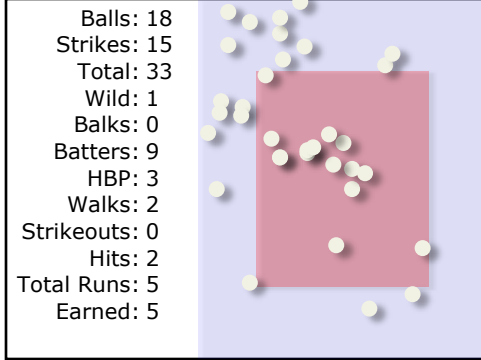 Balls: 18
Strikes: 15
Total: 33
Wild: 1
Balks: 0
Batters: 9
HBP: 3
Walks: 2
Strikeouts: 0
Hits: 2
Total Runs: 5
Earned: 5